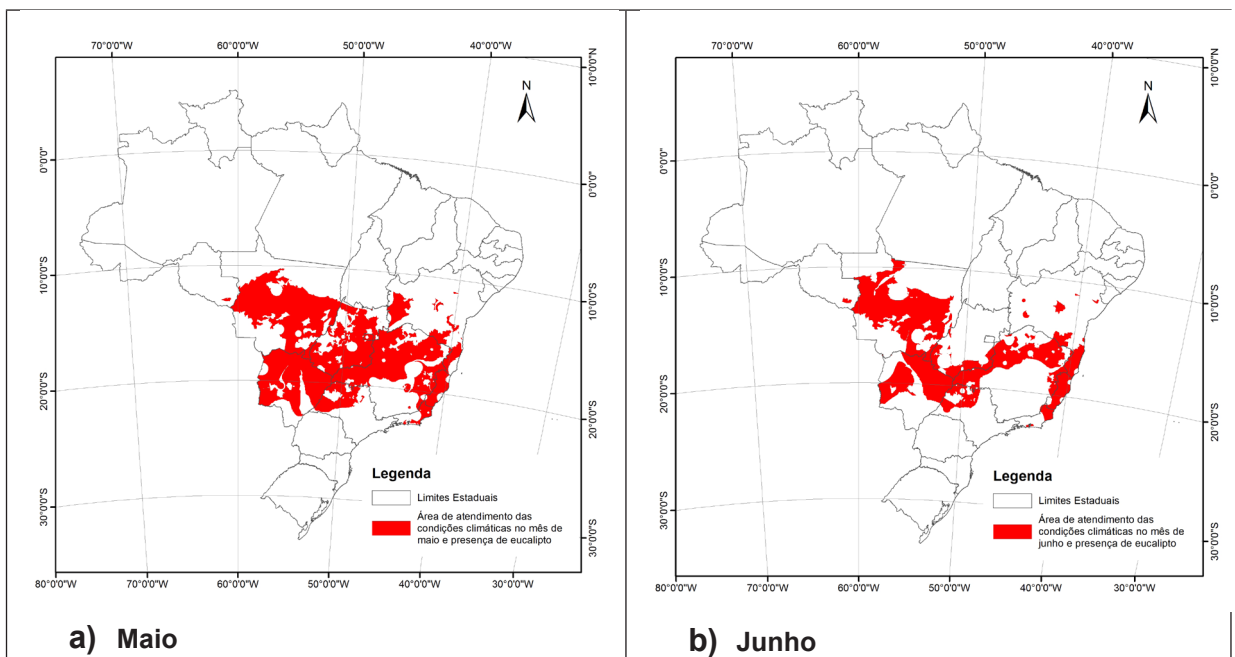 70°0'0"W 60°0'0"W 50°0'0"W 40°0'0"W
10°0'0"N
N
0°0'0"
0°0'0"
10°0'0"S
10°0'0"S
20°0'0"S
20°0'0"S
30°0'0"S
30°0'0"S
Legenda
Limites Estaduais
Área de atendimento das
condições climáticas no mês de
maio e presença de eucalipto
80°0'0"W 70°0'0"W 60°0'0"W 50°0'0"W 40°0'0"W 30°0'0"W
a) Maio
70°0'0"W 60°0'0"W 50°0'0"W 40°0'0"W
10°0'0"N
N
0°0'0"
0°0'0"
10°0'0"S
10°0'0"S
20°0'0"S
20°0'0"S
30°0'0"S
30°0'0"S
Legenda
Limites Estaduais
Área de atendimento das
condições climáticas no mês de
junho e presença de eucalipto
80°0'0"W 70°0'0"W 60°0'0"W 50°0'0"W 40°0'0"W 30°0'0"W
b) Junho